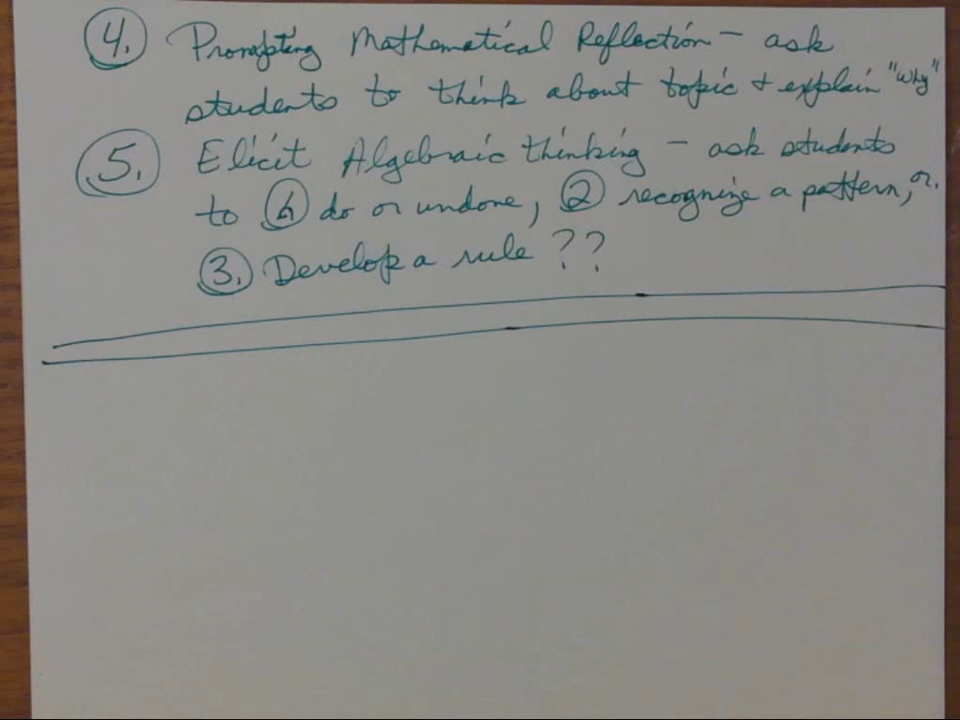 4. Prompting Mathematical Reflection - ask
students to think about topic + explain "why"
5. Elicit Algebraic thinking - ask students
to do or undone, 2 recognize a pattern, or.
3. Develop a rule ??